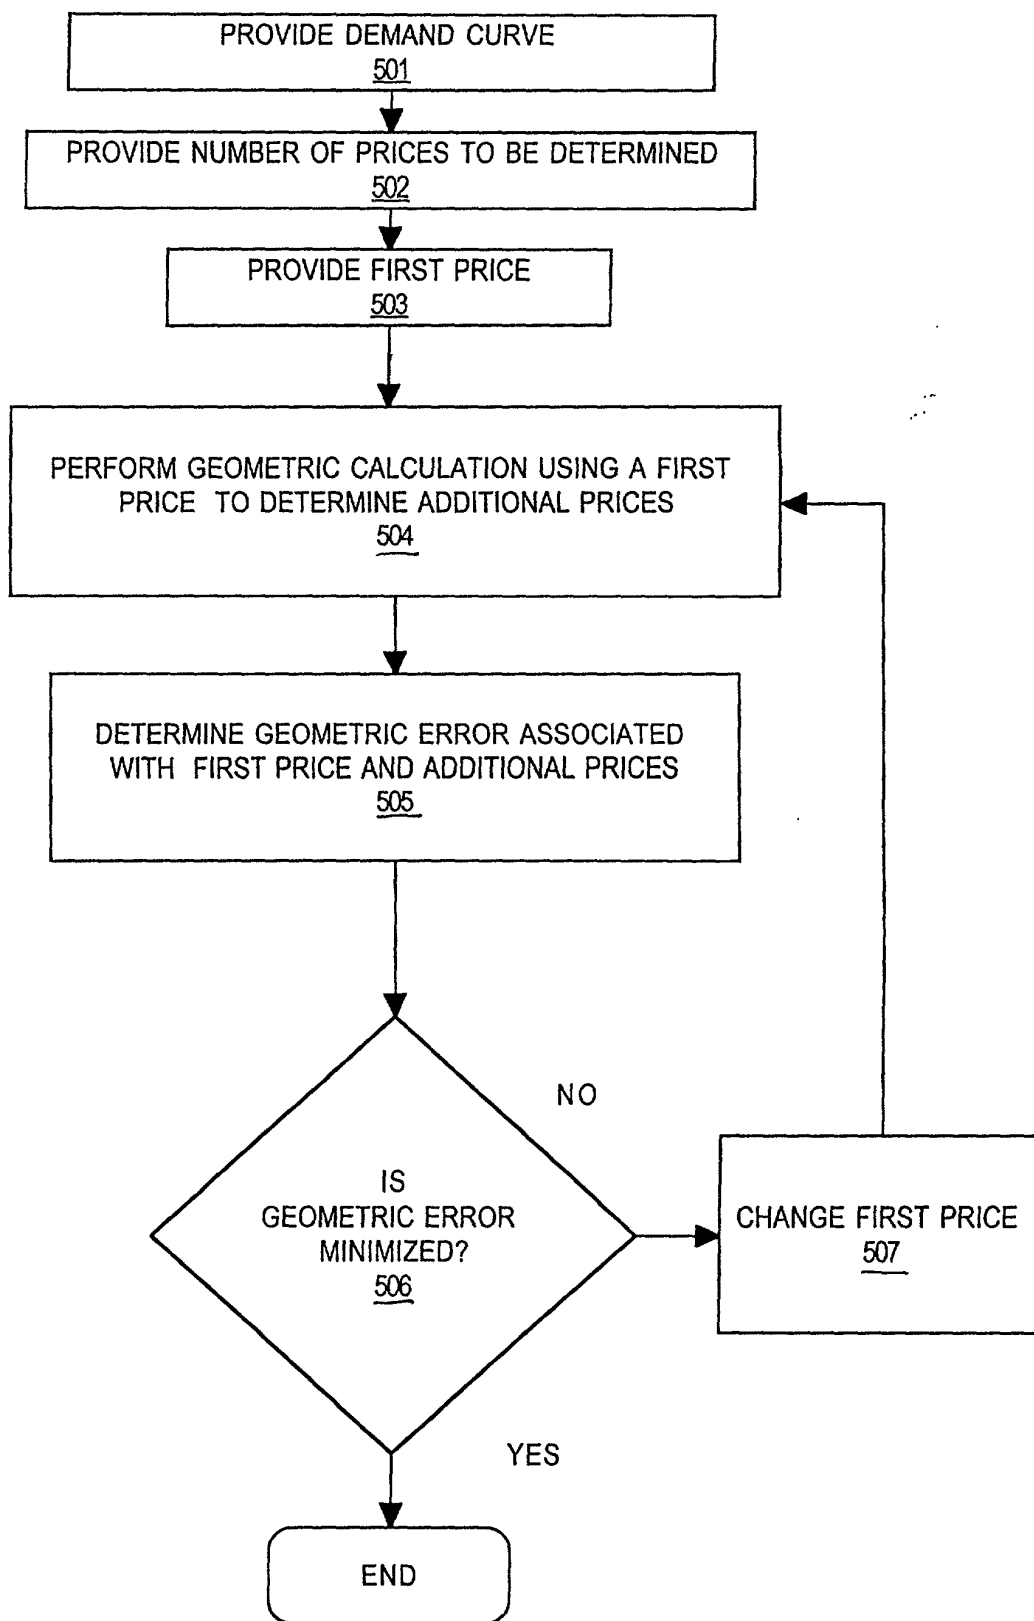 PROVIDE DEMAND CURVE
501
PROVIDE NUMBER OF PRICES TO BE DETERMINED
502
PROVIDE FIRST PRICE
503
PERFORM GEOMETRIC CALCULATION USING A FIRST
PRICE TO DETERMINE ADDITIONAL PRICES
504
DETERMINE GEOMETRIC ERROR ASSOCIATED
WITH FIRST PRICE AND ADDITIONAL PRICES
505
NO
IS
GEOMETRIC ERROR
MINIMIZED?
506
CHANGE FIRST PRICE
507
YES
END